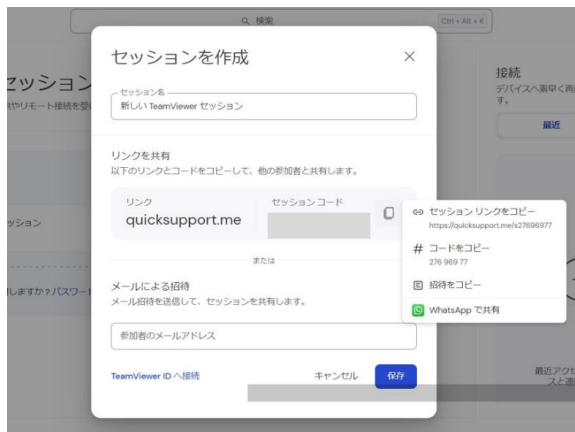 検索
Ctrl + Alt + K
セッションを作成
セッション名
新しい TeamViewer セッション
リンクを共有
以下のリンクとコードをコピーして、他の参加者と共有します。
リンク
quicksupport.me
セッション コード
または
メールによる招待
メール招待を送信して、セッションを共有します。
参加者のメールアドレス
TeamViewer ID へ接続
キャンセル
保存
セッション リンクをコピー
https://quicksupport.me/s27696977
# コードをコピー
276 969 77
招待をコピー
WhatsApp で共有
セッション
やリモート接続を受
ッション
しますか？パスワー
接続
デバイスへ素早く再
す。
最近
最近アクセ
スと連